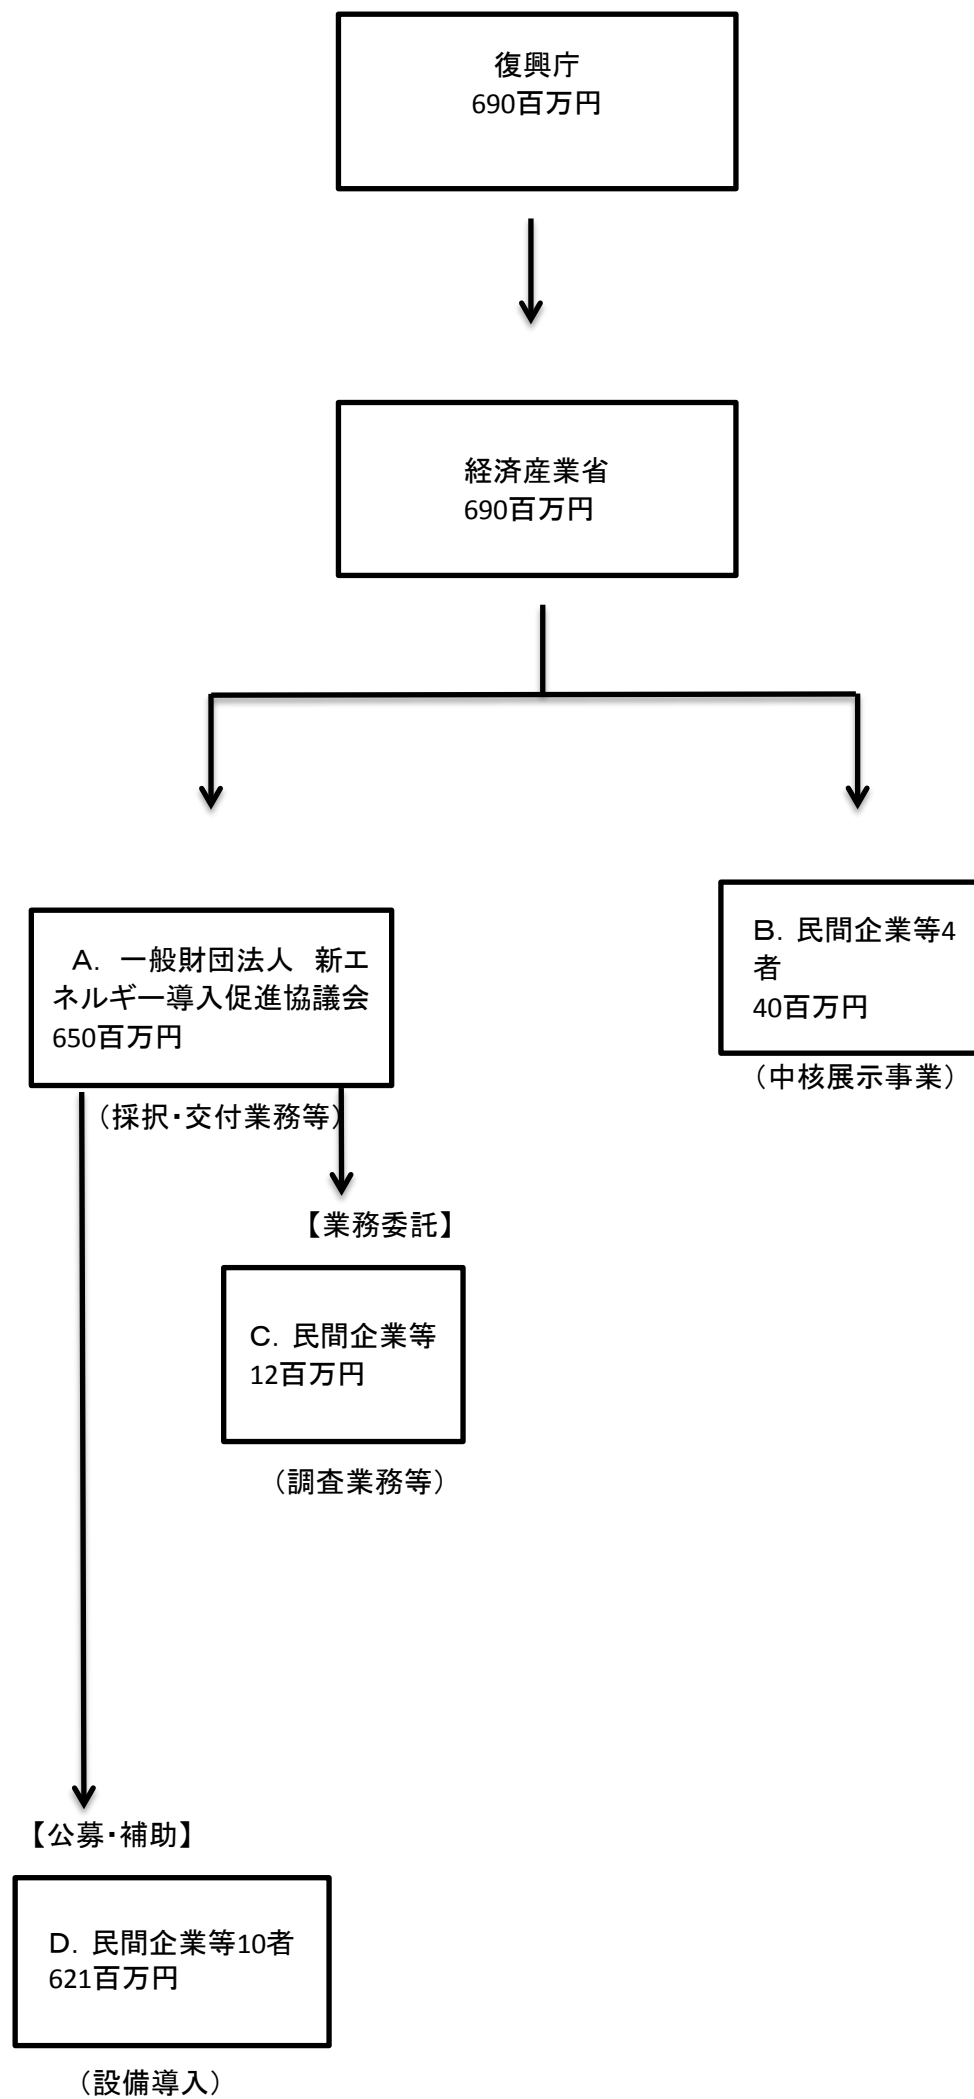 復興庁
690百万円
経済産業省
690百万円
A．一般財団法人　新エ
ネルギー導入促進協議会
650百万円
（採択・交付業務等）
B．民間企業等4
者
40百万円
（中核展示事業）
【業務委託】
C．民間企業等
12百万円
（調査業務等）
【公募・補助】
D．民間企業等10者
621百万円
（設備導入）